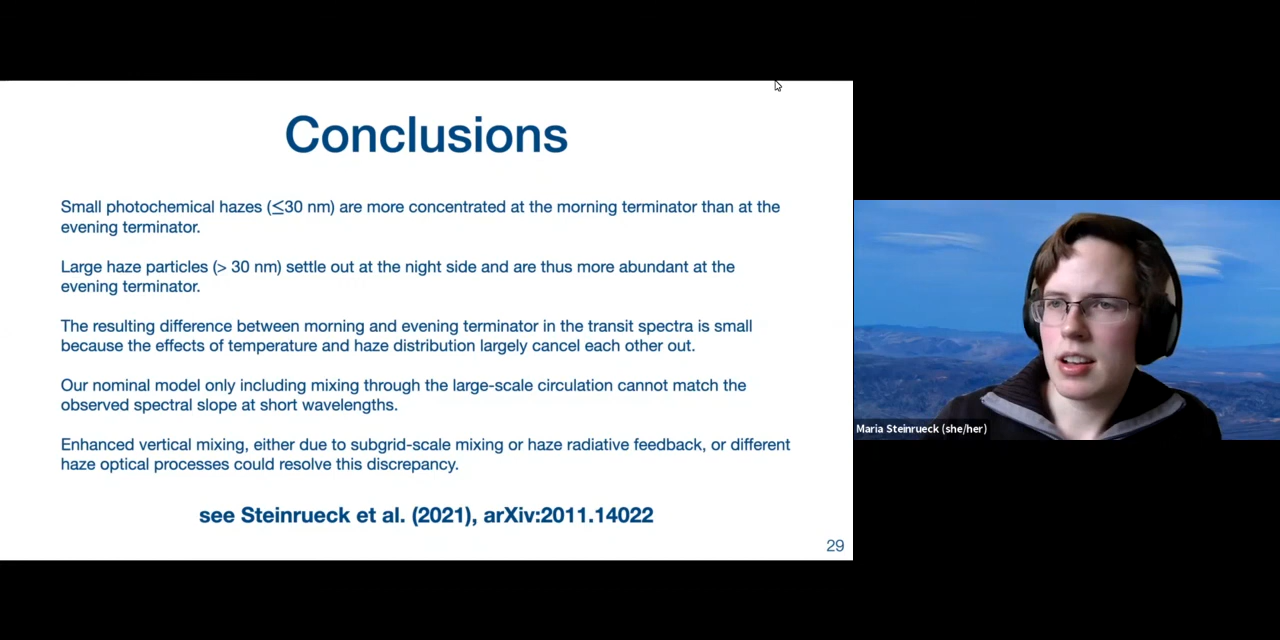 Conclusions
Small photochemical hazes (≤30 nm) are more concentrated at the morning terminator than at the
evening terminator.
Large haze particles (> 30 nm) settle out at the night side and are thus more abundant at the
evening terminator.
The resulting difference between morning and evening terminator in the transit spectra is small
because the effects of temperature and haze distribution largely cancel each other out.
Our nominal model only including mixing through the large-scale circulation cannot match the
observed spectral slope at short wavelengths.
Enhanced vertical mixing, either due to subgrid-scale mixing or haze radiative feedback, or different
haze optical processes could resolve this discrepancy.
see Steinrueck et al. (2021), arXiv:2011.14022
29
Maria Steinrueck (she/her)